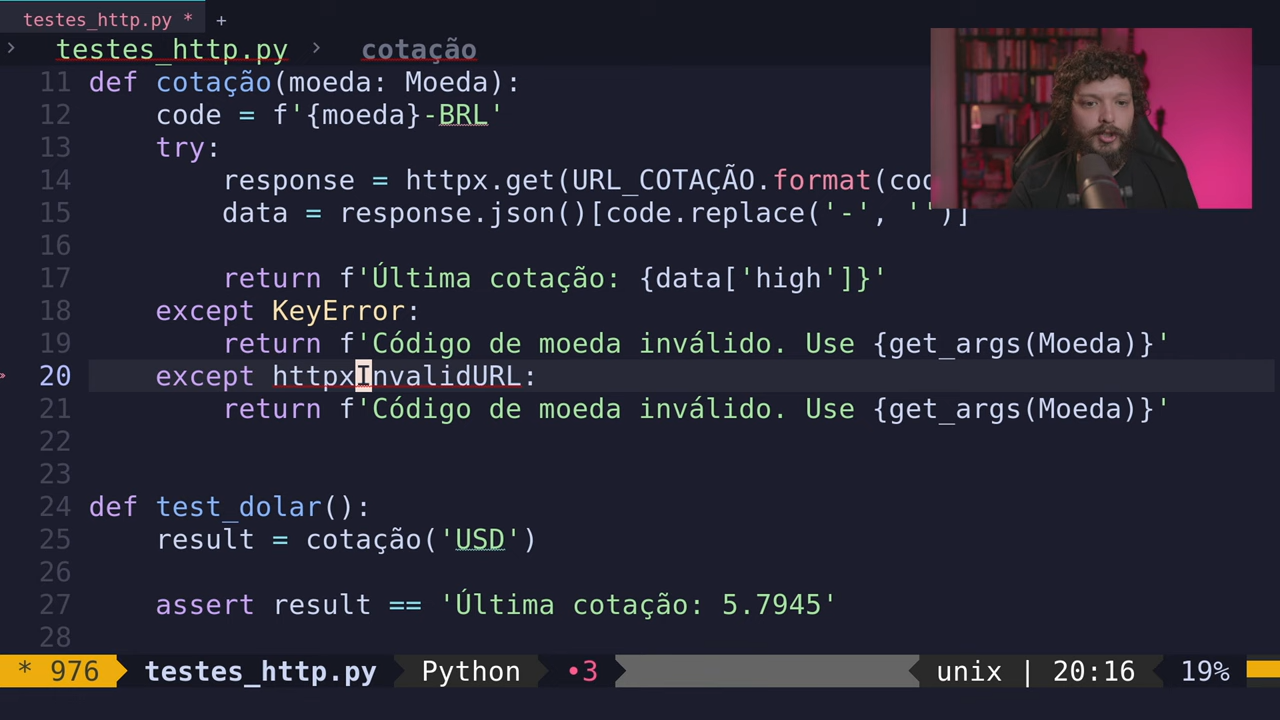 testes_http.py * +
> testes_http.py > cotação
11 def cotação(moeda: Moeda):
12 code = f'{moeda}-BRL'
13 try:
14 response = httpx.get(URL_COTAÇÃO.format(cod
15 data = response.json()[code.replace('-', '')]
16
17 return f'Última cotação: {data['high']}'
18 except KeyError:
19 return f'Código de moeda inválido. Use {get_args(Moeda)}'
20 except httpxInvalidURL:
21 return f'Código de moeda inválido. Use {get_args(Moeda)}'
22
23
24 def test_dolar():
25 result = cotação('USD')
26
27 assert result == 'Última cotação: 5.7945'
28
* 976 testes_http.py Python •3 unix | 20:16 19%